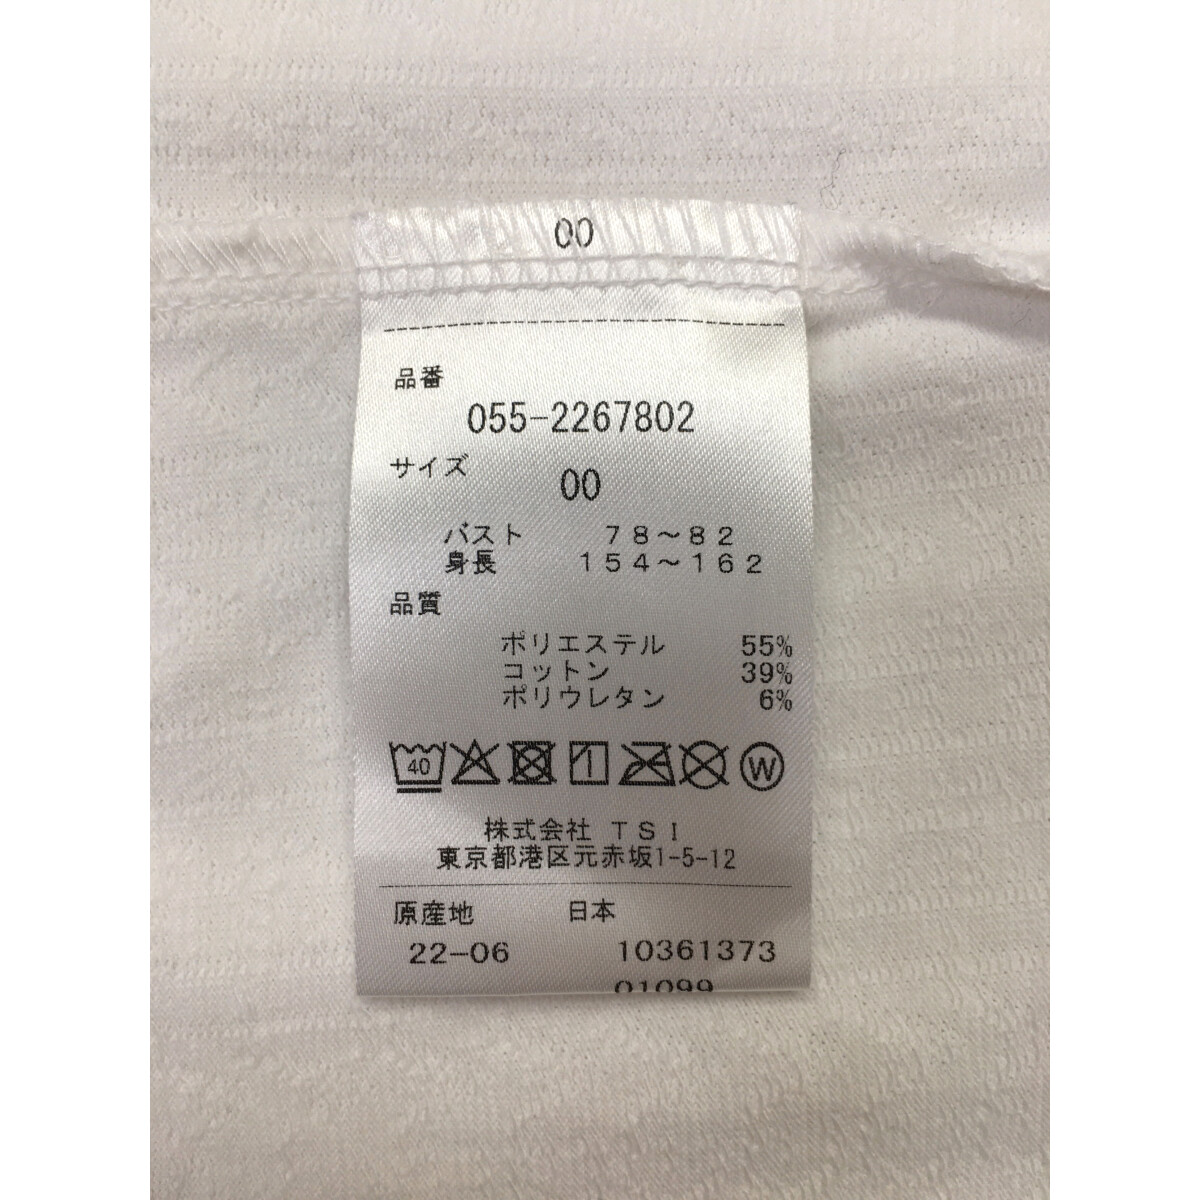 00
品番
055-2267802
サイズ
00
バスト 78～82
身長 154～162
品質
ポリエステル 55%
コットン 39%
ポリウレタン 6%
40 W
株式会社 TSI
東京都港区元赤坂1-5-12
原産地 日本
22-06 10361373
01099